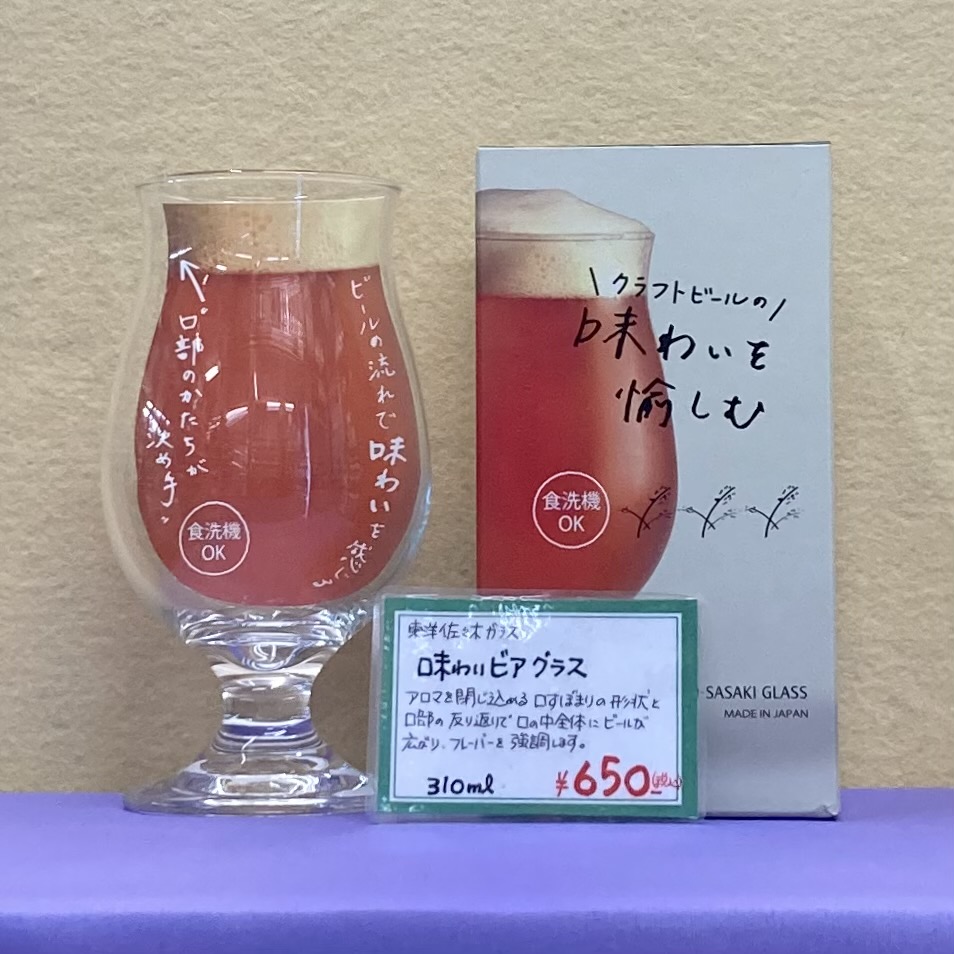 口部のかたちが
決め手。
ビールの流れで
味わいを
感じる
食洗機
OK
クラフトビールの
味わいを
愉しむ
食洗機
OK
SASAKI GLASS
MADE IN JAPAN
東洋佐々木ガラス
味わいビアグラス
アロマを閉じ込める口すぼまりの形状と
口部の反り返りで口の中全体にビールが
広がり、フレーバーを強調します。
310ml
¥650(税込)